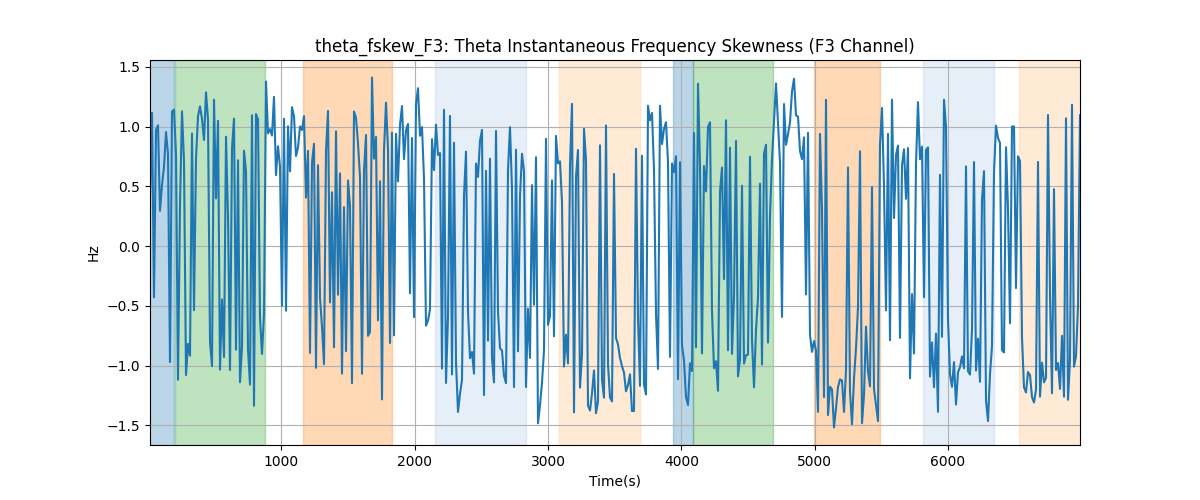 theta_fskew_F3: Theta Instantaneous Frequency Skewness (F3 Channel)
1.5
1.0
0.5
0.0
−0.5
−1.0
−1.5
Hz
1000 2000 3000 4000 5000 6000
Time(s)